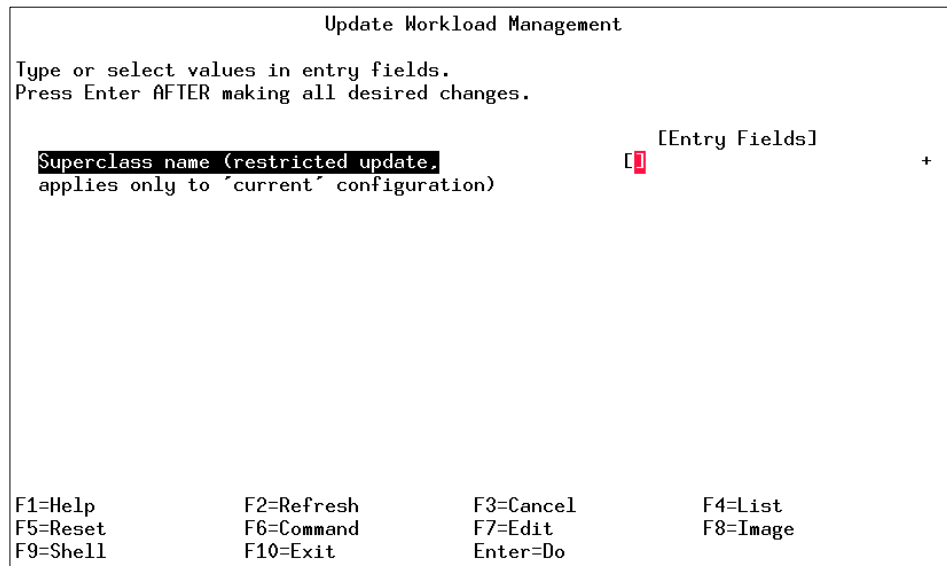 Update Workload Management
Type or select values in entry fields.
Press Enter AFTER making all desired changes.
[Entry Fields]
Superclass name (restricted update, [] +
applies only to ´current´ configuration)
F1=Help F2=Refresh F3=Cancel F4=List
F5=Reset F6=Command F7=Edit F8=Image
F9=Shell F10=Exit Enter=Do